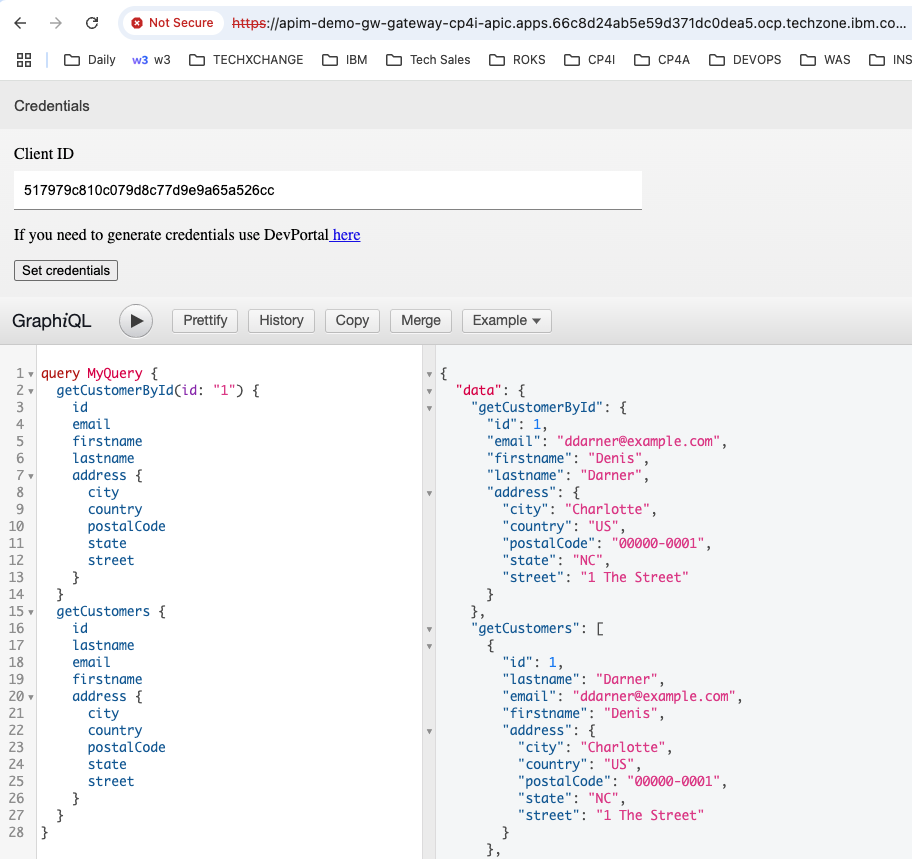 Not Secure https://apim-demo-gw-gateway-cp4i-apic.apps.66c8d24ab5e59d371dc0dea5.ocp.techzone.ibm.co...
Daily w3 w3 TECHXCHANGE IBM Tech Sales ROKS CP4I CP4A DEVOPS WAS INS
Credentials
Client ID
517979c810c079d8c77d9e9a65a526cc
If you need to generate credentials use DevPortal here
Set credentials
GraphiQL Prettify History Copy Merge Example
1 query MyQuery {
2 getCustomerById(id: "1") {
3 id
4 email
5 firstname
6 lastname
7 address {
8 city
9 country
10 postalCode
11 state
12 street
13 }
14 }
15 getCustomers {
16 id
17 lastname
18 email
19 firstname
20 address {
21 city
22 country
23 postalCode
24 state
25 street
26 }
27 }
28 }
{
"data": {
"getCustomerById": {
"id": 1,
"email": "ddarner@example.com",
"firstname": "Denis",
"lastname": "Darner",
"address": {
"city": "Charlotte",
"country": "US",
"postalCode": "00000-0001",
"state": "NC",
"street": "1 The Street"
}
},
"getCustomers": [
{
"id": 1,
"lastname": "Darner",
"email": "ddarner@example.com",
"firstname": "Denis",
"address": {
"city": "Charlotte",
"country": "US",
"postalCode": "00000-0001",
"state": "NC",
"street": "1 The Street"
}
},